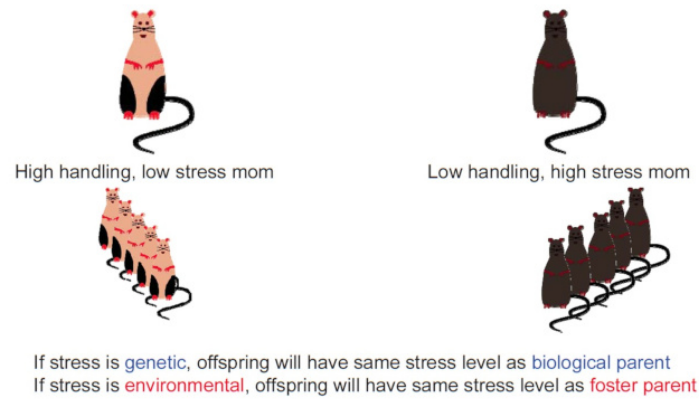 High handling, low stress mom
Low handling, high stress mom
If stress is genetic, offspring will have same stress level as biological parent
If stress is environmental, offspring will have same stress level as foster parent